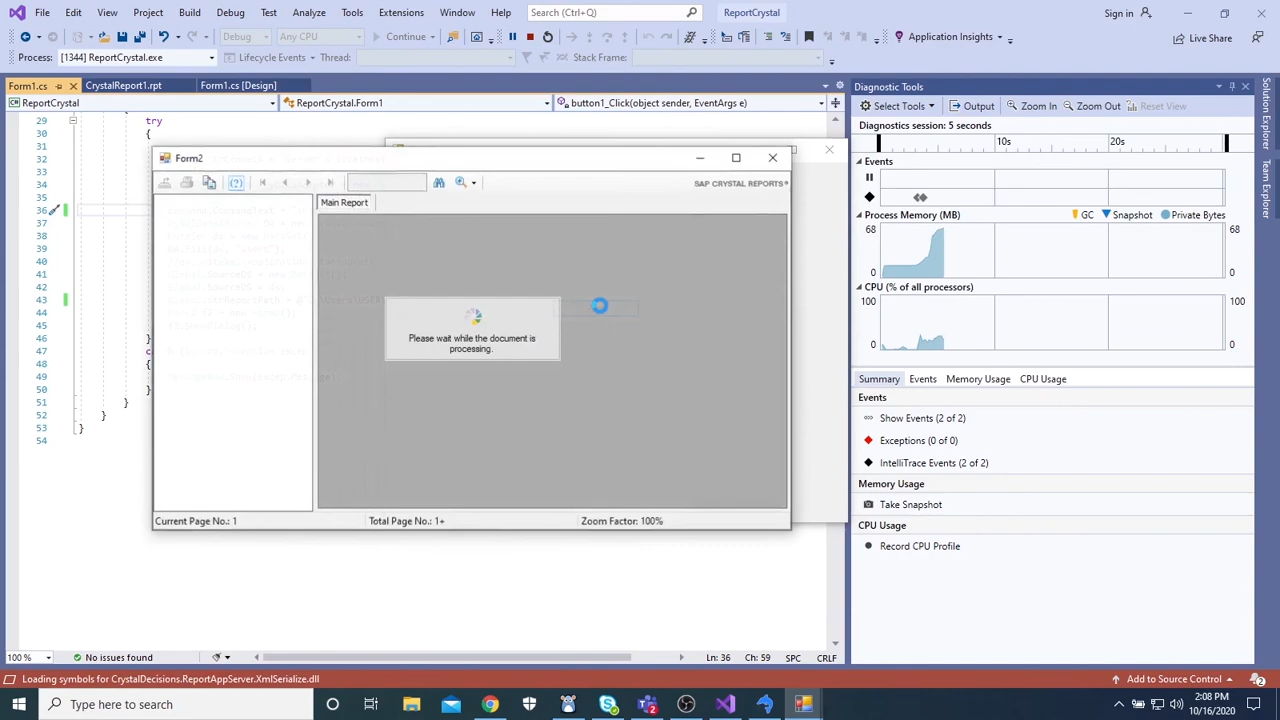 File Edit View Project Build Debug Test Analyze Tools Extensions Window Help Search (Ctrl+Q) ReportCrystal Sign in
Debug Any CPU Continue Application Insights Live Share
Process: [1344] ReportCrystal.exe Lifecycle Events Thread: Stack Frame:
Form1.cs CrystalReport1.rpt Form1.cs [Design] Diagnostic Tools
ReportCrystal ReportCrystal.Form1 button1_Click(object sender, EventArgs e)
Select Tools Output Zoom In Zoom Out Reset View
Diagnostics session: 5 seconds
10s 20s
Events
Process Memory (MB) GC Snapshot Private Bytes
68 68
0 0
CPU (% of all processors)
100 100
0 0
Summary Events Memory Usage CPU Usage
Events
Show Events (2 of 2)
Exceptions (0 of 0)
IntelliTrace Events (2 of 2)
Memory Usage
Take Snapshot
CPU Usage
Record CPU Profile
Solution Explorer
Team Explorer
29 try
30 {
31
32
33
34
35
36
37
38
39
40
41
42
43
44
45
46 }
47
48 {
49
50 }
51 }
52 }
53 }
54
Form2
SAP CRYSTAL REPORTS®
Main Report
Please wait while the document is
processing.
Current Page No.: 1 Total Page No.: 1+ Zoom Factor: 100%
100 % No issues found Ln: 36 Ch: 59 SPC CRLF
Loading symbols for CrystalDecisions.ReportAppServer.XmlSerialize.dll Add to Source Control 2
Type here to search
2:08 PM
10/16/2020
2